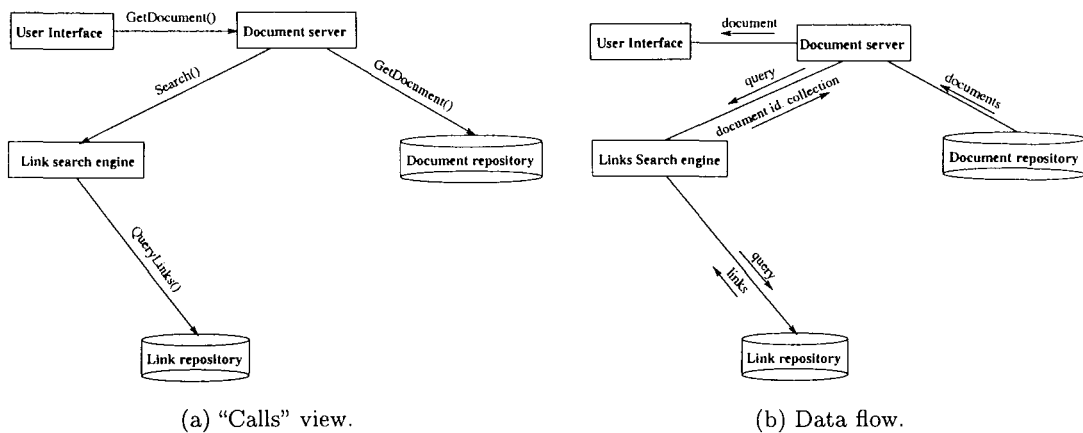 GetDocument()
User Interface
Document server
Search()
GetDocument()
Link search engine
Document repository
QueryLinks()
Link repository
(a) "Calls" view.
document
User Interface
Document server
query
document id. collection
documents
Links Search engine
Document repository
query
links
Link repository
(b) Data flow.